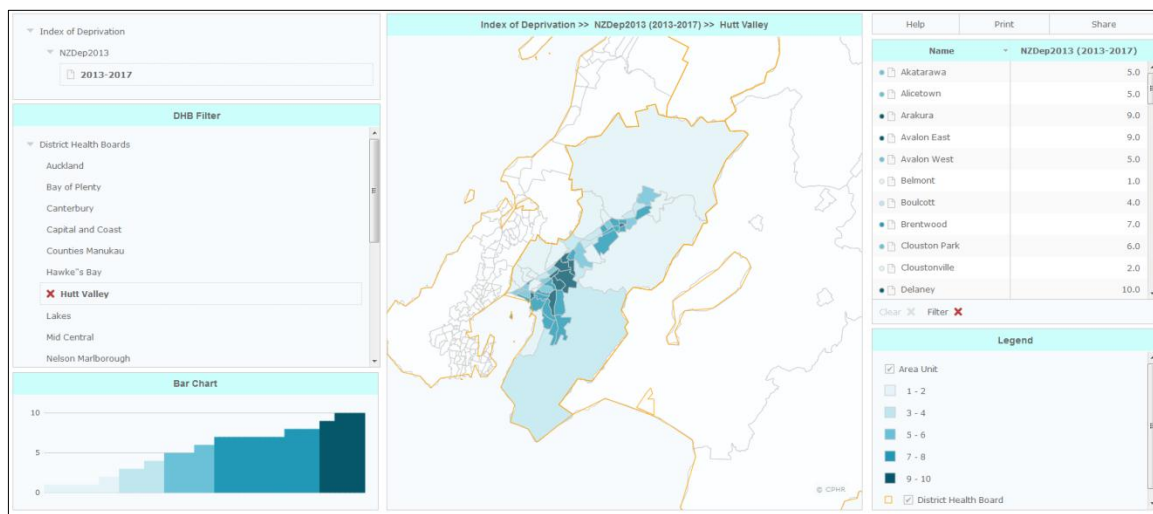 Index of Deprivation
NZDep2013
2013-2017
DHB Filter
District Health Boards
Auckland
Bay of Plenty
Canterbury
Capital and Coast
Counties Manukau
Hawke"s Bay
Hutt Valley
Lakes
Mid Central
Nelson Marlborough
Bar Chart
10
5
0
Index of Deprivation >> NZDep2013 (2013-2017) >> Hutt Valley
© CPHR
Help Print Share
Name NZDep2013 (2013-2017)
Akatarawa 5.0
Alicetown 5.0
Arakura 9.0
Avalon East 9.0
Avalon West 5.0
Belmont 1.0
Boulcott 4.0
Brentwood 7.0
Clouston Park 6.0
Cloustonville 2.0
Delaney 10.0
Clear Filter
Legend
Area Unit
1 - 2
3 - 4
5 - 6
7 - 8
9 - 10
District Health Board